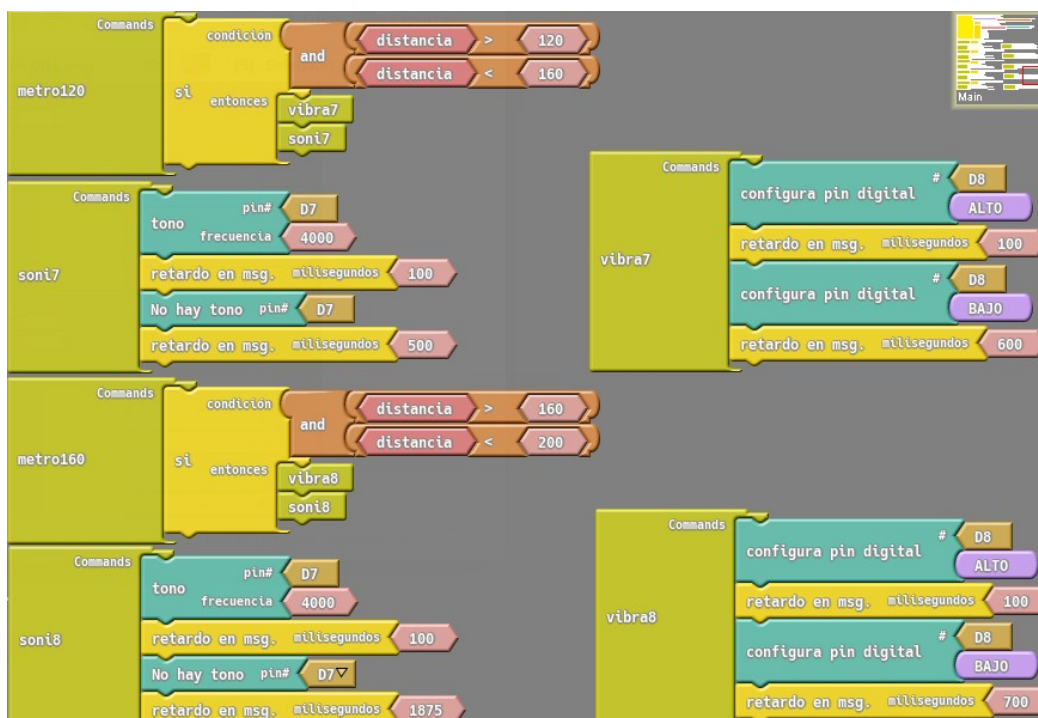 Commands
metro120
si
condición
and
distancia > 120
distancia < 160
entonces
vibra7
soni7
Main
Commands
soni7
tono
pin# D7
frecuencia 4000
retardo en msg. milisegundos 100
No hay tono pin# D7
retardo en msg. milisegundos 500
Commands
vibra7
configura pin digital # D8
ALTO
retardo en msg. milisegundos 100
configura pin digital # D8
BAJO
retardo en msg. milisegundos 600
Commands
metro160
si
condición
and
distancia > 160
distancia < 200
entonces
vibra8
soni8
Commands
soni8
tono
pin# D7
frecuencia 4000
retardo en msg. milisegundos 100
No hay tono pin# D7
retardo en msg. milisegundos 1875
Commands
vibra8
configura pin digital # D8
ALTO
retardo en msg. milisegundos 100
configura pin digital # D8
BAJO
retardo en msg. milisegundos 700